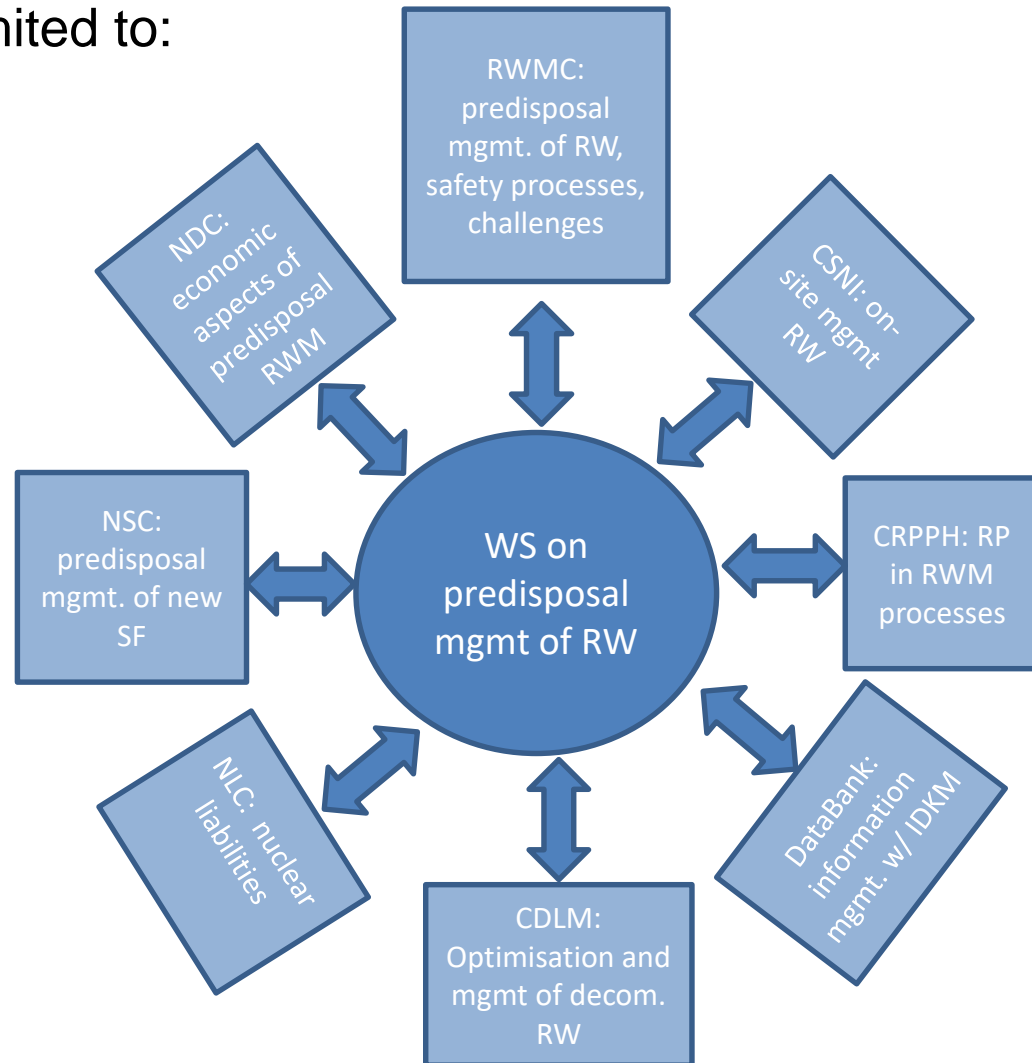 nited to:
RWMC:
predisposal
mgmt. of RW,
safety processes,
challenges
NDC:
economic
aspects of
predisposal
RWM
CSNI: on-
site mgmt
RW
NSC:
predisposal
mgmt. of new
SF
WS on
predisposal
mgmt of RW
CRPPH: RP
in RWM
processes
NLC: nuclear
liabilities
CDLM:
Optimisation and
mgmt of decom.
RW
DataBank:
information
mgmt. w/ IDKM